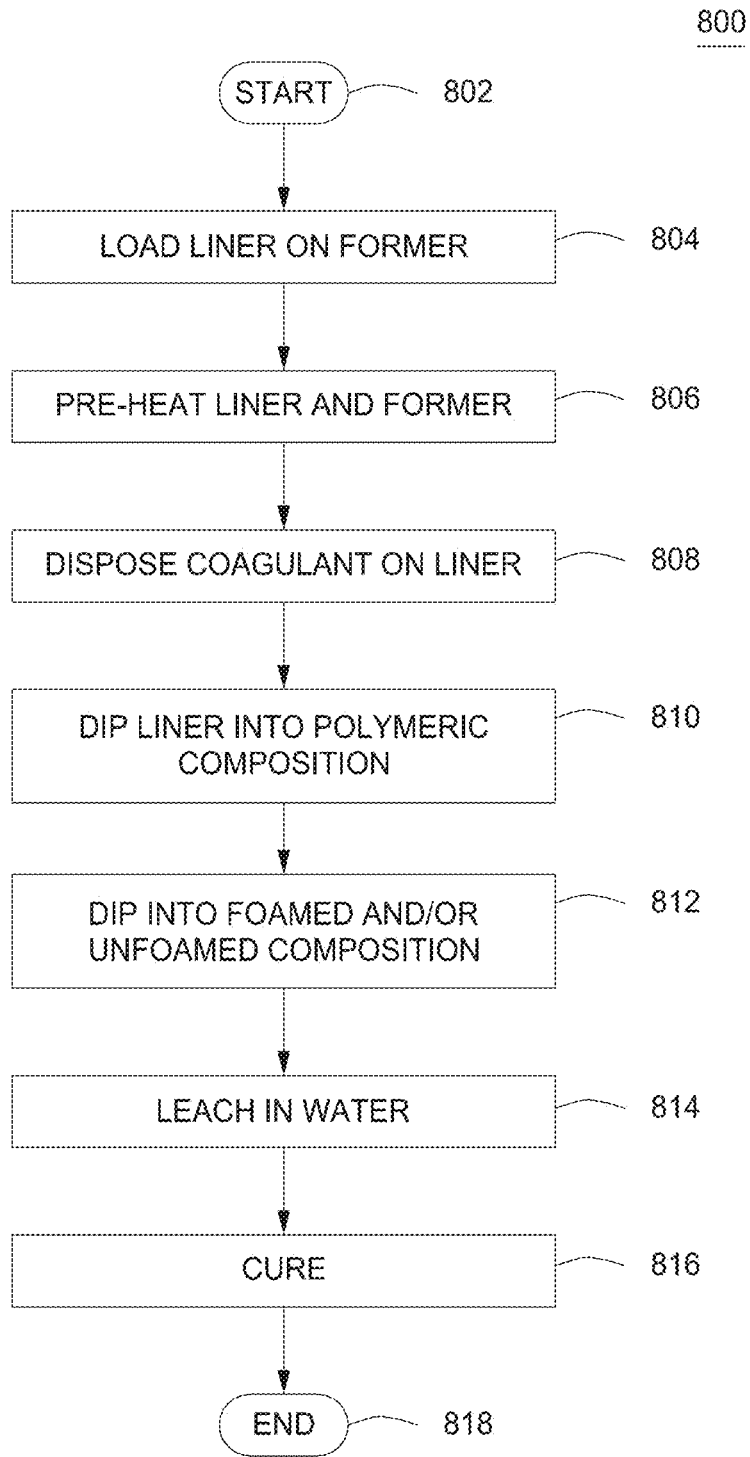 800
START 802
LOAD LINER ON FORMER 804
PRE-HEAT LINER AND FORMER 806
DISPOSE COAGULANT ON LINER 808
DIP LINER INTO POLYMERIC
COMPOSITION
810
DIP INTO FOAMED AND/OR
UNFOAMED COMPOSITION
812
LEACH IN WATER 814
CURE 816
END 818